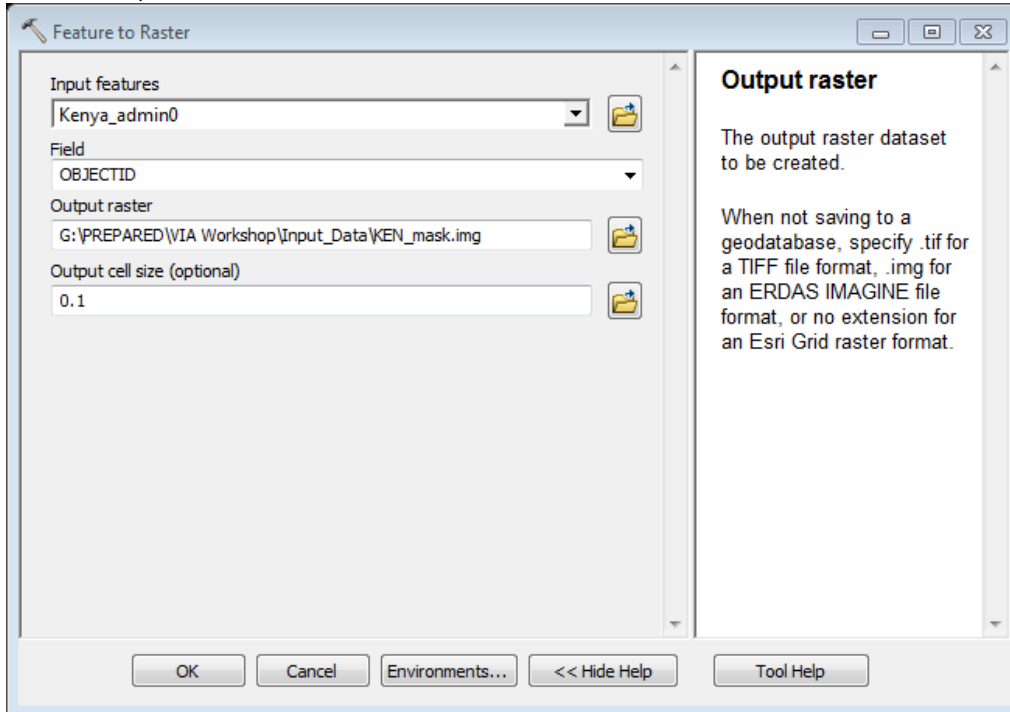 Feature to Raster
Input features
Kenya_admin0
Field
OBJECTID
Output raster
G:\PREPARED\VIA Workshop\Input_Data\KEN_mask.img
Output cell size (optional)
0.1
Output raster
The output raster dataset
to be created.
When not saving to a
geodatabase, specify .tif for
a TIFF file format, .img for
an ERDAS IMAGINE file
format, or no extension for
an Esri Grid raster format.
OK
Cancel
Environments...
<< Hide Help
Tool Help